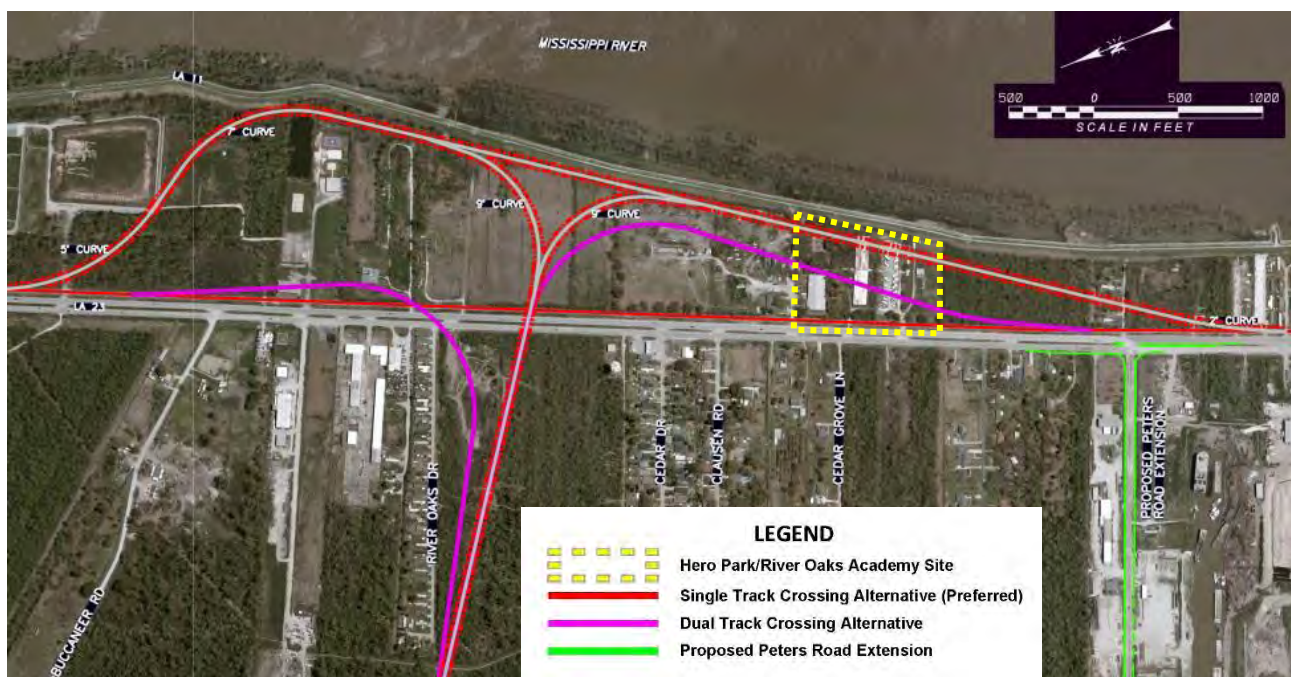 MISSISSIPPI RIVER
N
500 0 500 1000
SCALE IN FEET
LA 11
7° CURVE
9° CURVE
9° CURVE
5° CURVE
LA 23
2° CURVE
BUCCANEER RD
RIVER OAKS DR
CEDAR DR
CLAUSEN RD
CEDAR GROVE LN
PROPOSED PETERS
ROAD EXTENSION
LEGEND
Hero Park/River Oaks Academy Site
Single Track Crossing Alternative (Preferred)
Dual Track Crossing Alternative
Proposed Peters Road Extension